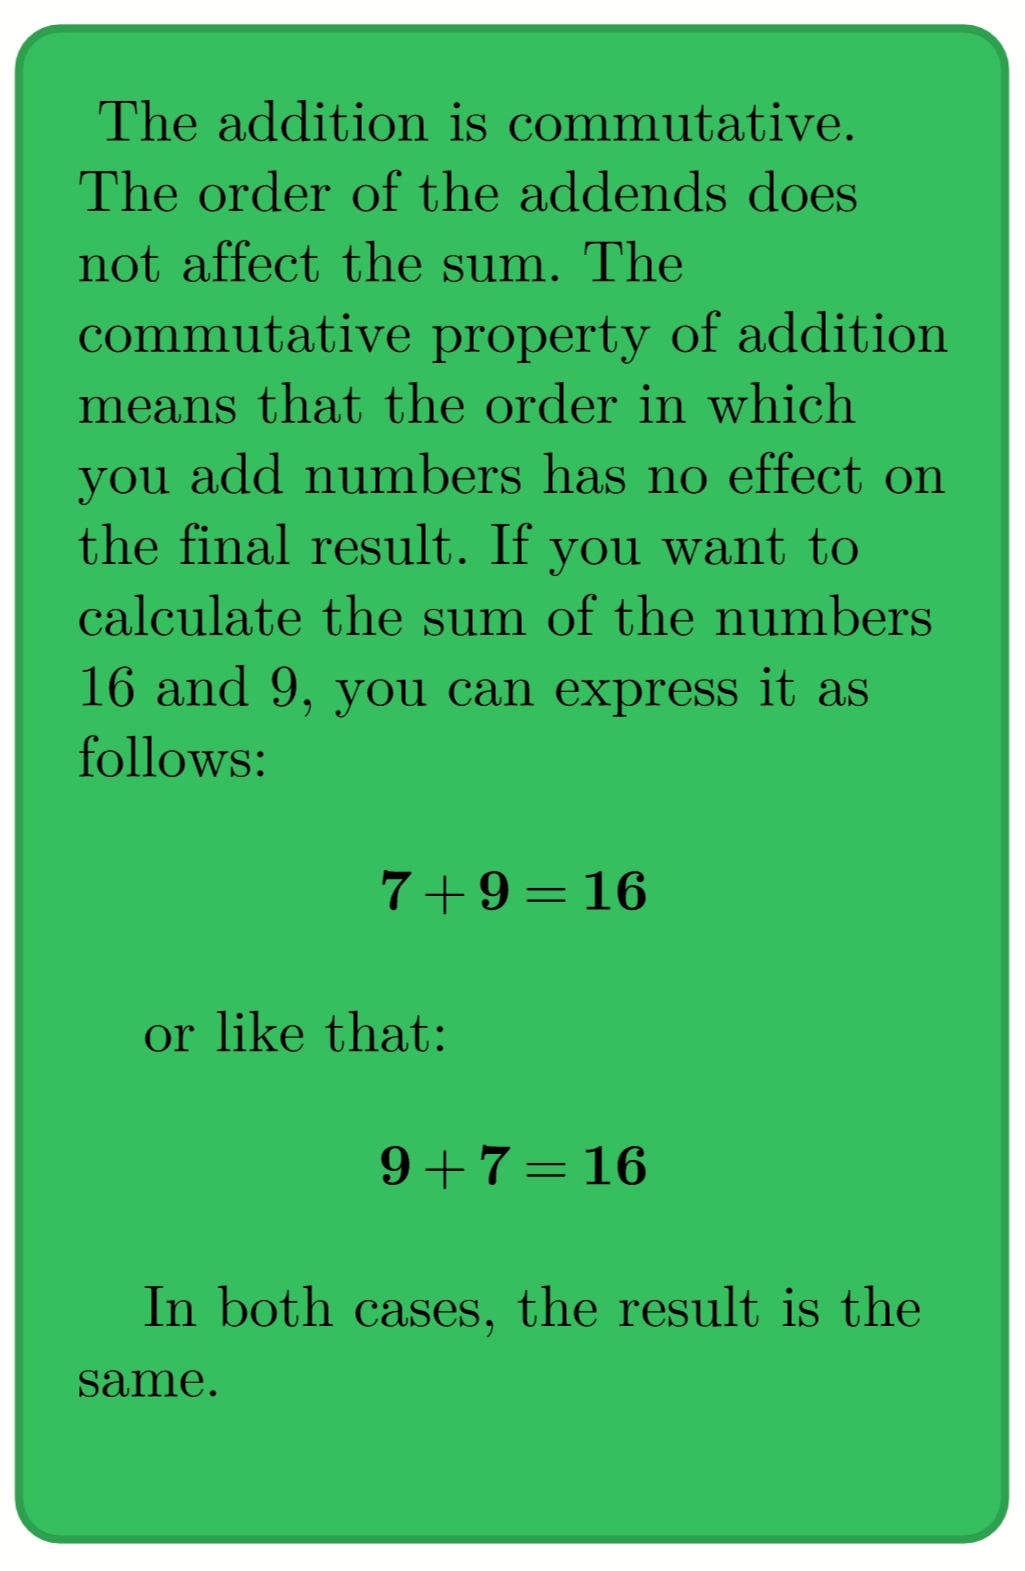 The addition is commutative.
The order of the addends does
not affect the sum. The
commutative property of addition
means that the order in which
you add numbers has no effect on
the final result. If you want to
calculate the sum of the numbers
16 and 9, you can express it as
follows:
7 + 9 = 16
or like that:
9 + 7 = 16
In both cases, the result is the
same.